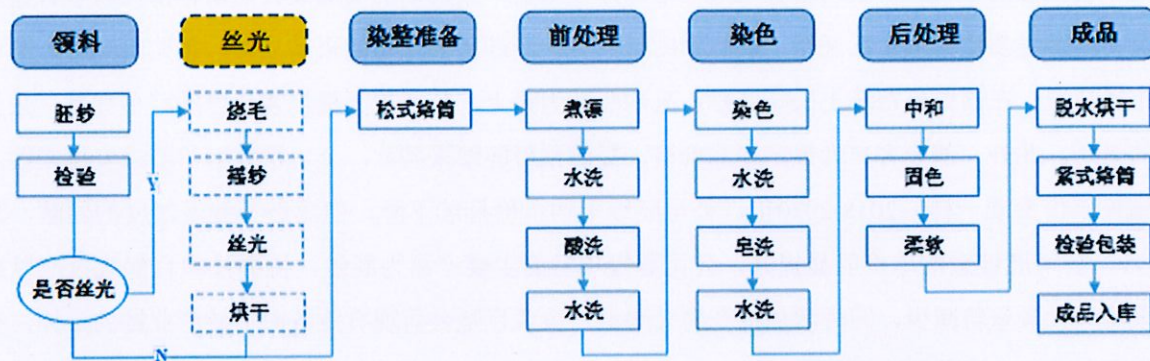 领料
丝光
染整准备
前处理
染色
后处理
成品
胚纱
检验
是否丝光
Y
N
烧毛
摇纱
丝光
烘干
松式络筒
煮漂
水洗
酸洗
水洗
染色
水洗
皂洗
水洗
中和
固色
柔软
脱水烘干
紧式络筒
检验包装
成品入库